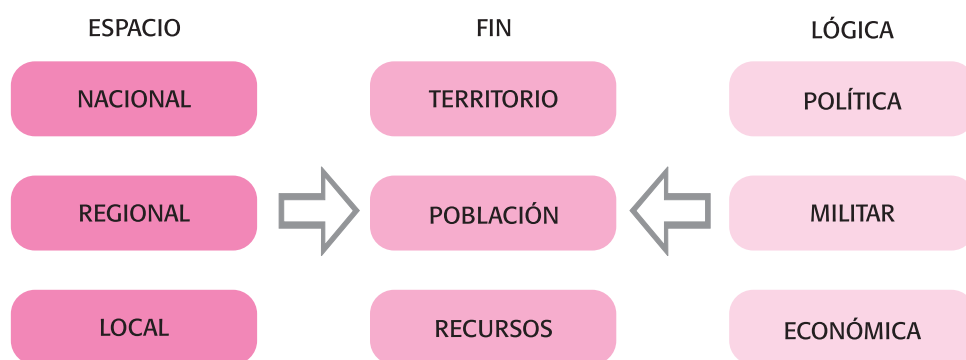 ESPACIO
FIN
LÓGICA
NACIONAL
TERRITORIO
POLÍTICA
REGIONAL
POBLACIÓN
MILITAR
LOCAL
RECURSOS
ECONÓMICA